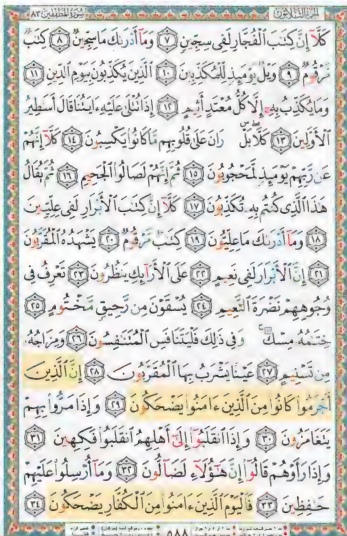 الجزء الثلاثون سورة المطففين ٨٣
كَلَّآ إِنَّ كِتَٰبَ ٱلْفُجَّارِ لَفِى سِجِّينٍ ٧ وَمَآ أَدْرَىٰكَ مَا سِجِّينٌ ٨ كِتَٰبٌ
مَّرْقُومٌ ٩ وَيْلٌ يَوْمَئِذٍ لِّلْمُكَذِّبِينَ ١٠ ٱلَّذِينَ يُكَذِّبُونَ بِيَوْمِ ٱلدِّينِ ١١
وَمَا يُكَذِّبُ بِهِۦٓ إِلَّا كُلُّ مُعْتَدٍ أَثِيمٍ ١٢ إِذَا تُتْلَىٰ عَلَيْهِ ءَايَٰتُنَا قَالَ أَسَٰطِيرُ
ٱلْأَوَّلِينَ ١٣ كَلَّا بَلْ رَانَ عَلَىٰ قُلُوبِهِم مَّا كَانُوا۟ يَكْسِبُونَ ١٤ كَلَّآ إِنَّهُمْ
عَن رَّبِّهِمْ يَوْمَئِذٍ لَّمَحْجُوبُونَ ١٥ ثُمَّ إِنَّهُمْ لَصَالُوا۟ ٱلْجَحِيمِ ١٦ ثُمَّ يُقَالُ
هَٰذَا ٱلَّذِى كُنتُم بِهِۦ تُكَذِّبُونَ ١٧ كَلَّآ إِنَّ كِتَٰبَ ٱلْأَبْرَارِ لَفِى عِلِّيِّينَ
١٨ وَمَآ أَدْرَىٰكَ مَا عِلِّيُّونَ ١٩ كِتَٰبٌ مَّرْقُومٌ ٢٠ يَشْهَدُهُ ٱلْمُقَرَّبُونَ
٢١ إِنَّ ٱلْأَبْرَارَ لَفِى نَعِيمٍ ٢٢ عَلَى ٱلْأَرَآئِكِ يَنظُرُونَ ٢٣ تَعْرِفُ فِى
وُجُوهِهِمْ نَضْرَةَ ٱلنَّعِيمِ ٢٤ يُسْقَوْنَ مِن رَّحِيقٍ مَّخْتُومٍ ٢٥
خِتَٰمُهُۥ مِسْكٌ وَفِى ذَٰلِكَ فَلْيَتَنَافَسِ ٱلْمُتَنَٰفِسُونَ ٢٦ وَمِزَاجُهُۥ
مِن تَسْنِيمٍ ٢٧ عَيْنًا يَشْرَبُ بِهَا ٱلْمُقَرَّبُونَ ٢٨ إِنَّ ٱلَّذِينَ
أَجْرَمُوا۟ كَانُوا۟ مِنَ ٱلَّذِينَ ءَامَنُوا۟ يَضْحَكُونَ ٢٩ وَإِذَا مَرُّوا۟ بِهِمْ
يَتَغَامَزُونَ ٣٠ وَإِذَا ٱنقَلَبُوٓا۟ إِلَىٰٓ أَهْلِهِمُ ٱنقَلَبُوا۟ فَكِهِينَ ٣١
وَإِذَا رَأَوْهُمْ قَالُوٓا۟ إِنَّ هَٰٓؤُلَآءِ لَضَآلُّونَ ٣٢ وَمَآ أُرْسِلُوا۟ عَلَيْهِمْ
حَٰفِظِينَ ٣٣ فَٱلْيَوْمَ ٱلَّذِينَ ءَامَنُوا۟ مِنَ ٱلْكُفَّارِ يَضْحَكُونَ ٣٤
٥٨٨